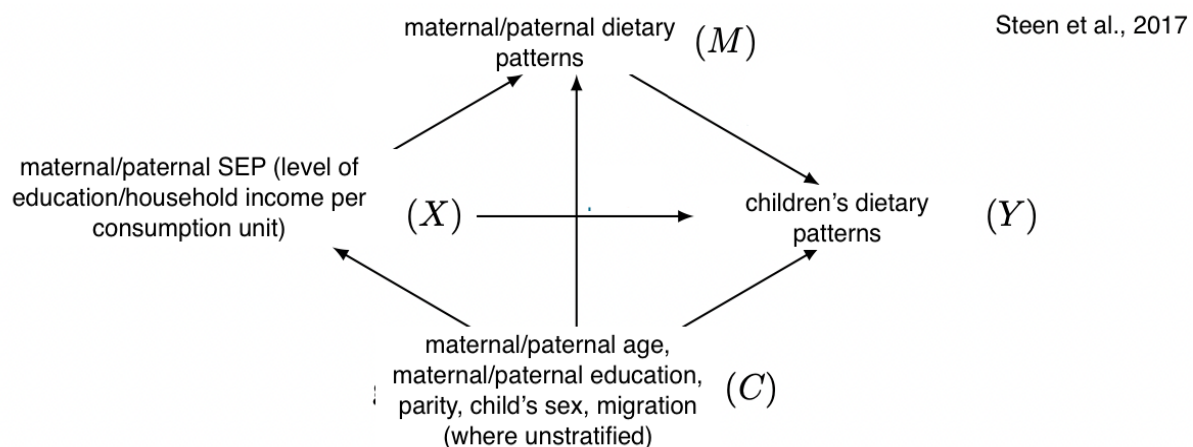 maternal/paternal dietary
patterns
(M)
Steen et al., 2017
maternal/paternal SEP (level of
education/household income per
consumption unit)
(X)
children's dietary
patterns
(Y)
maternal/paternal age,
maternal/paternal education,
parity, child's sex, migration
(where unstratified)
(C)